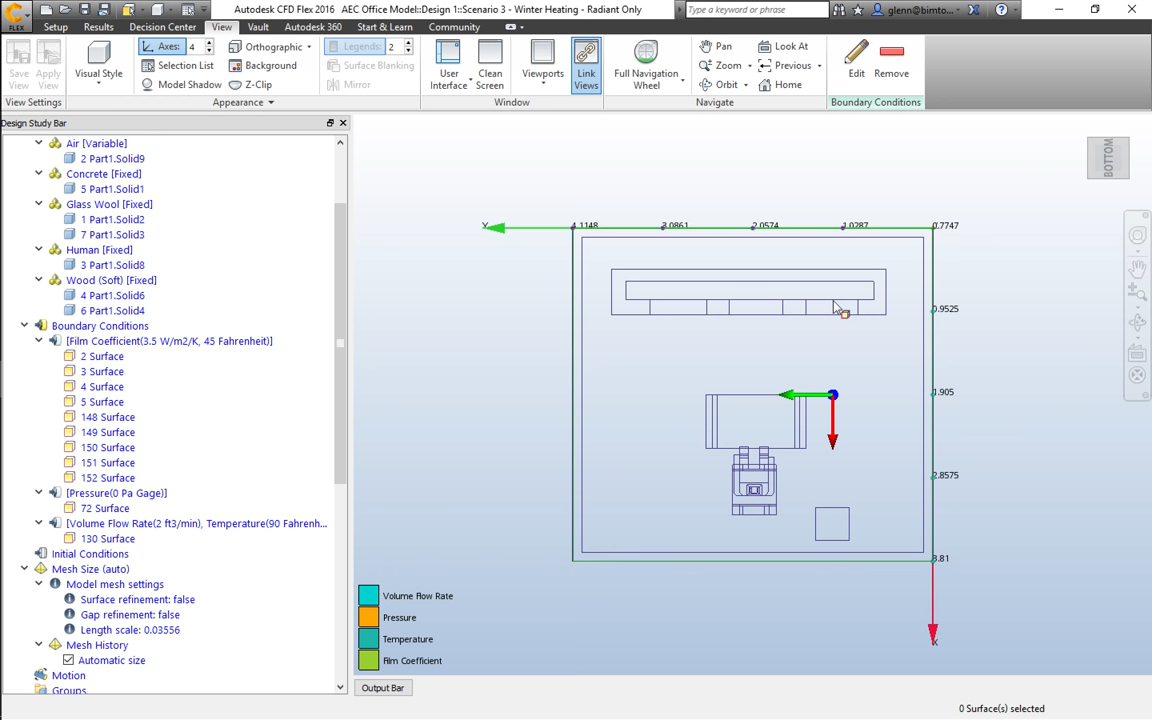 Autodesk CFD Flex 2016 AEC Office Model::Design 1::Scenario 3 - Winter Heating - Radiant Only
Type a keyword or phrase
glenn@bimto...
FLEX
Setup Results Decision Center View Vault Autodesk 360 Start & Learn Community
Save View
Apply View
View Settings
Visual Style
Axes: 4
Selection List
Model Shadow
Orthographic
Background
Z-Clip
Legends: 2
Surface Blanking
Mirror
Appearance
User Interface
Clean Screen
Viewports
Link Views
Window
Full Navigation Wheel
Pan
Zoom
Orbit
Look At
Previous
Home
Navigate
Edit
Remove
Boundary Conditions
Design Study Bar
Air [Variable]
2 Part1.Solid9
Concrete [Fixed]
5 Part1.Solid1
Glass Wool [Fixed]
1 Part1.Solid2
7 Part1.Solid3
Human [Fixed]
3 Part1.Solid8
Wood (Soft) [Fixed]
4 Part1.Solid6
6 Part1.Solid4
Boundary Conditions
[Film Coefficient(3.5 W/m2/K, 45 Fahrenheit)]
2 Surface
3 Surface
4 Surface
5 Surface
148 Surface
149 Surface
150 Surface
151 Surface
152 Surface
[Pressure(0 Pa Gage)]
72 Surface
[Volume Flow Rate(2 ft3/min), Temperature(90 Fahrenh...
130 Surface
Initial Conditions
Mesh Size (auto)
Model mesh settings
Surface refinement: false
Gap refinement: false
Length scale: 0.03556
Mesh History
Automatic size
Motion
Groups
BOTTOM
Y 4.1148 3.0861 2.0574 1.0287 0.7747
0.9525
1.905
2.8575
3.81
X
Volume Flow Rate
Pressure
Temperature
Film Coefficient
Output Bar
0 Surface(s) selected